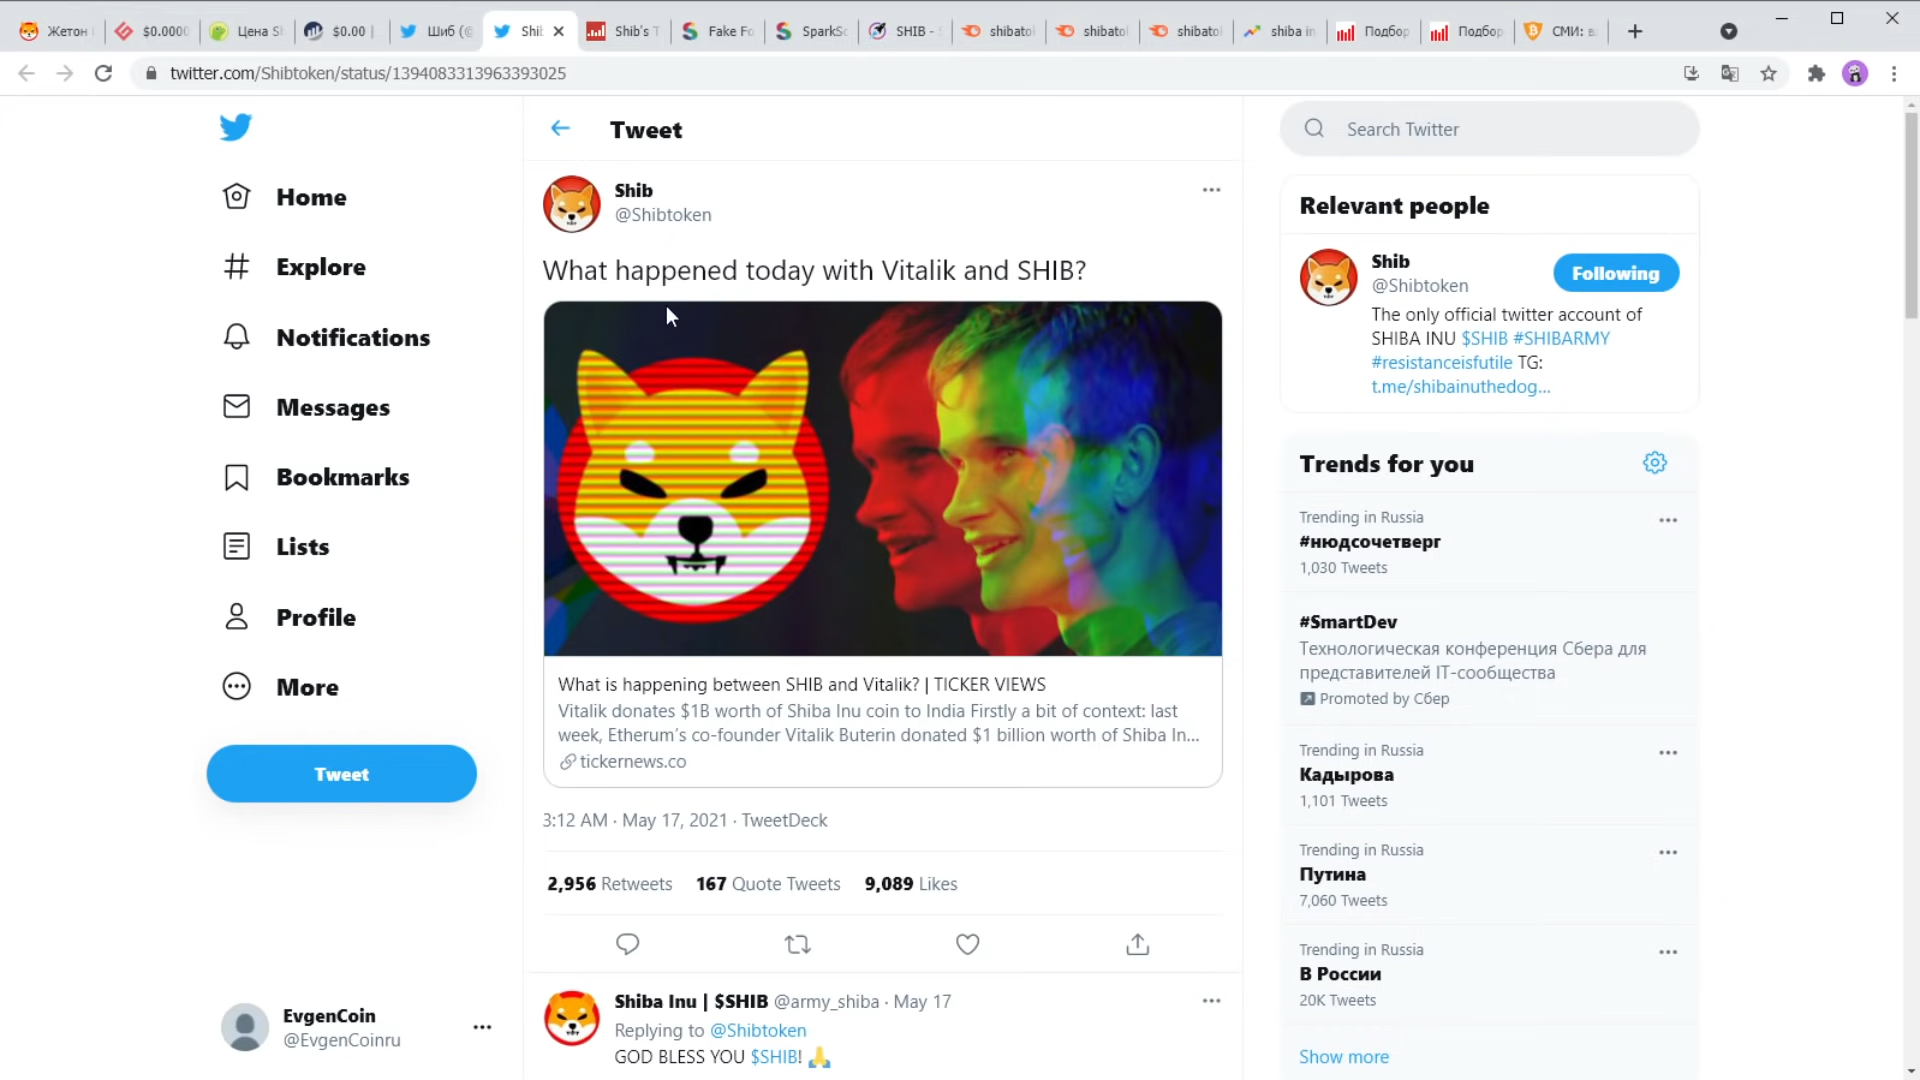 Жетон
$0.0000
Цена SH
$0.00 |
Шиб (@
Shib
Shib's T
Fake Fo
SparkSc
SHIB -
shibatol
shibatol
shibatol
shiba in
Подбор
Подбор
СМИ: в
twitter.com/Shibtoken/status/1394083313963393025
Home
Explore
Notifications
Messages
Bookmarks
Lists
Profile
More
Tweet
EvgenCoin
@EvgenCoinru
Tweet
Shib
@Shibtoken
What happened today with Vitalik and SHIB?
What is happening between SHIB and Vitalik? | TICKER VIEWS
Vitalik donates $1B worth of Shiba Inu coin to India Firstly a bit of context: last
week, Etherum's co-founder Vitalik Buterin donated $1 billion worth of Shiba In...
tickernews.co
3:12 AM · May 17, 2021 · TweetDeck
2,956 Retweets 167 Quote Tweets 9,089 Likes
Shiba Inu | $SHIB @army_shiba · May 17
Replying to @Shibtoken
GOD BLESS YOU $SHIB! 🙏
Search Twitter
Relevant people
Shib
@Shibtoken
Following
The only official twitter account of
SHIBA INU $SHIB #SHIBARMY
#resistanceisfutile TG:
t.me/shibainuthedog...
Trends for you
Trending in Russia
#нюдсочетверг
1,030 Tweets
#SmartDev
Технологическая конференция Сбера для
представителей IT-сообщества
Promoted by Сбер
Trending in Russia
Кадырова
1,101 Tweets
Trending in Russia
Путина
7,060 Tweets
Trending in Russia
В России
20K Tweets
Show more